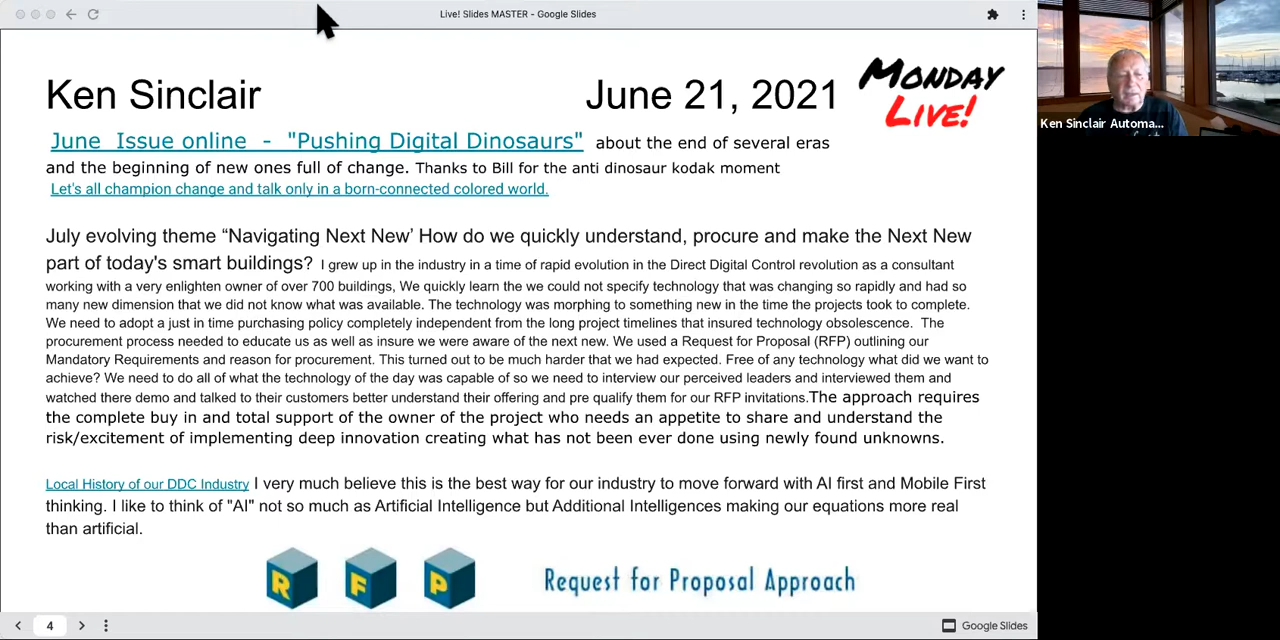 Live! Slides MASTER - Google Slides
Ken Sinclair
June 21, 2021
MONDAY
LIVE!
Ken Sinclair Automa...
June Issue online - "Pushing Digital Dinosaurs" about the end of several eras
and the beginning of new ones full of change. Thanks to Bill for the anti dinosaur kodak moment
Let's all champion change and talk only in a born-connected colored world.
July evolving theme “Navigating Next New’ How do we quickly understand, procure and make the Next New
part of today's smart buildings? I grew up in the industry in a time of rapid evolution in the Direct Digital Control revolution as a consultant
working with a very enlighten owner of over 700 buildings, We quickly learn the we could not specify technology that was changing so rapidly and had so
many new dimension that we did not know what was available. The technology was morphing to something new in the time the projects took to complete.
We need to adopt a just in time purchasing policy completely independent from the long project timelines that insured technology obsolescence. The
procurement process needed to educate us as well as insure we were aware of the next new. We used a Request for Proposal (RFP) outlining our
Mandatory Requirements and reason for procurement. This turned out to be much harder that we had expected. Free of any technology what did we want to
achieve? We need to do all of what the technology of the day was capable of so we need to interview our perceived leaders and interviewed them and
watched there demo and talked to their customers better understand their offering and pre qualify them for our RFP invitations.The approach requires
the complete buy in and total support of the owner of the project who needs an appetite to share and understand the
risk/excitement of implementing deep innovation creating what has not been ever done using newly found unknowns.
Local History of our DDC Industry I very much believe this is the best way for our industry to move forward with AI first and Mobile First
thinking. I like to think of "AI" not so much as Artificial Intelligence but Additional Intelligences making our equations more real
than artificial.
R F P
Request for Proposal Approach
4
Google Slides